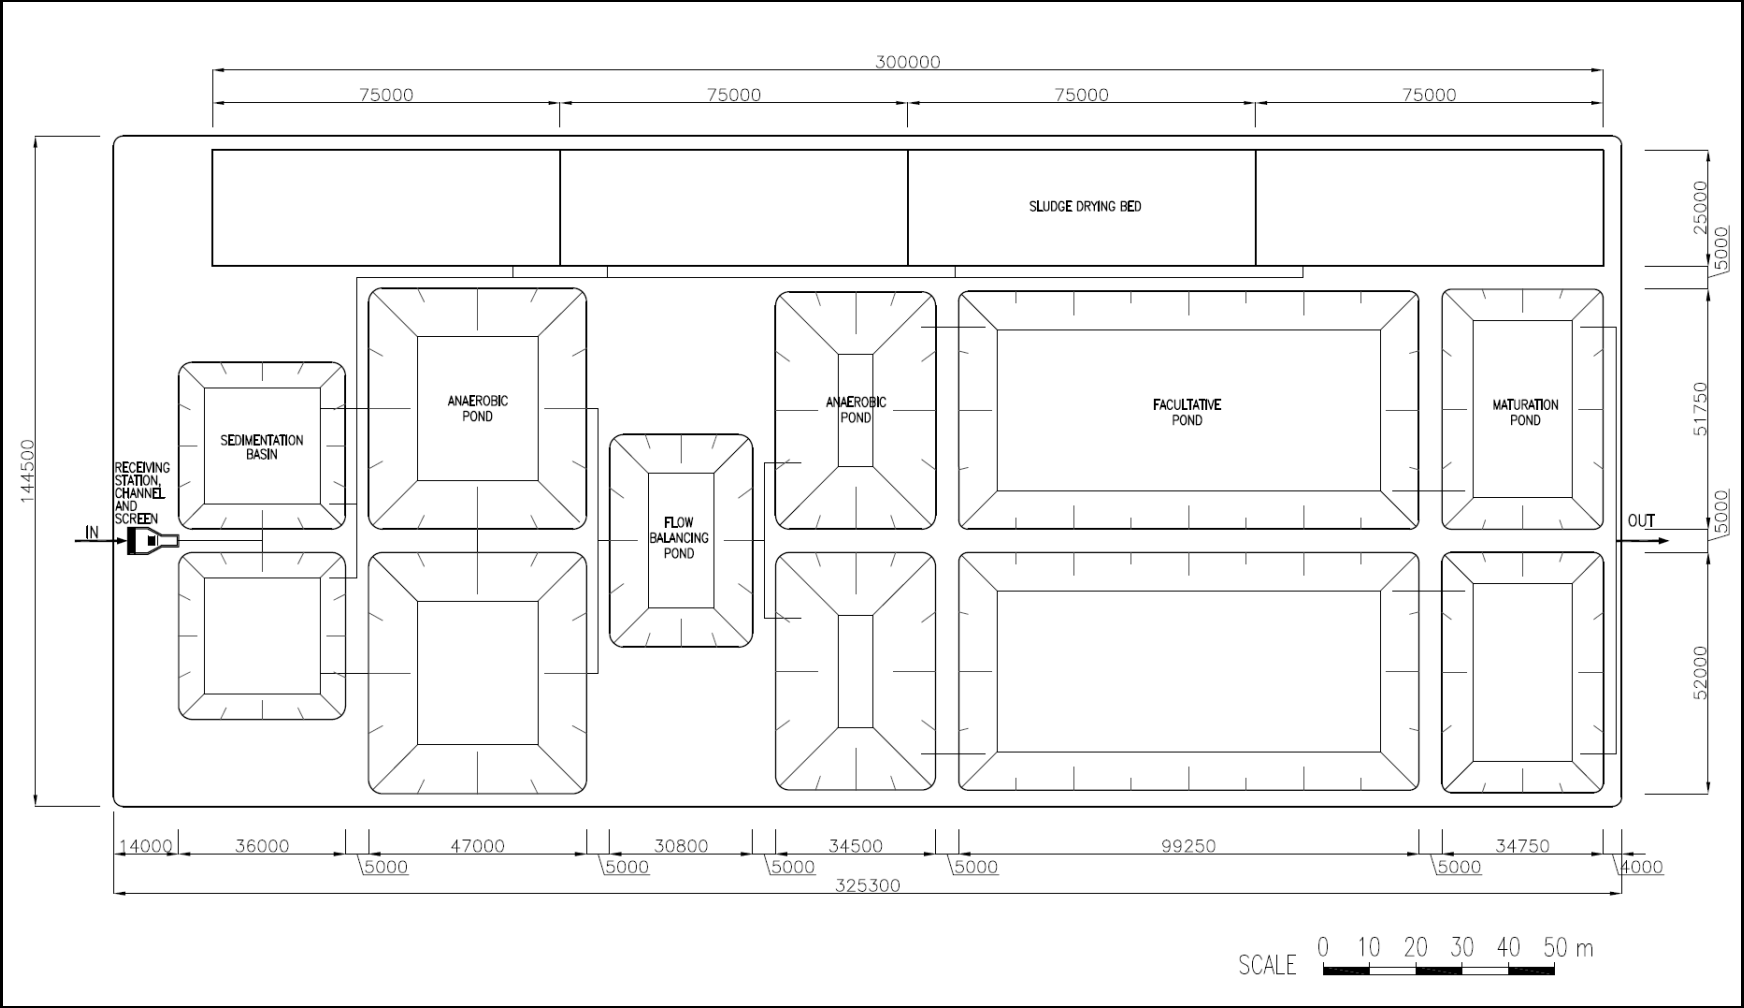 300000
75000
75000
75000
75000
SLUDGE DRYING BED
25000
5000
144500
ANAEROBIC
POND
ANAEROBIC
POND
FACULTATIVE
POND
MATURATION
POND
51750
SEDIMENTATION
BASIN
RECEIVING
STATION,
CHANNEL
AND
SCREEN
IN
FLOW
BALANCING
POND
OUT
5000
52000
14000
36000
47000
30800
34500
99250
34750
5000
5000
5000
5000
5000
4000
325300
SCALE 0 10 20 30 40 50 m